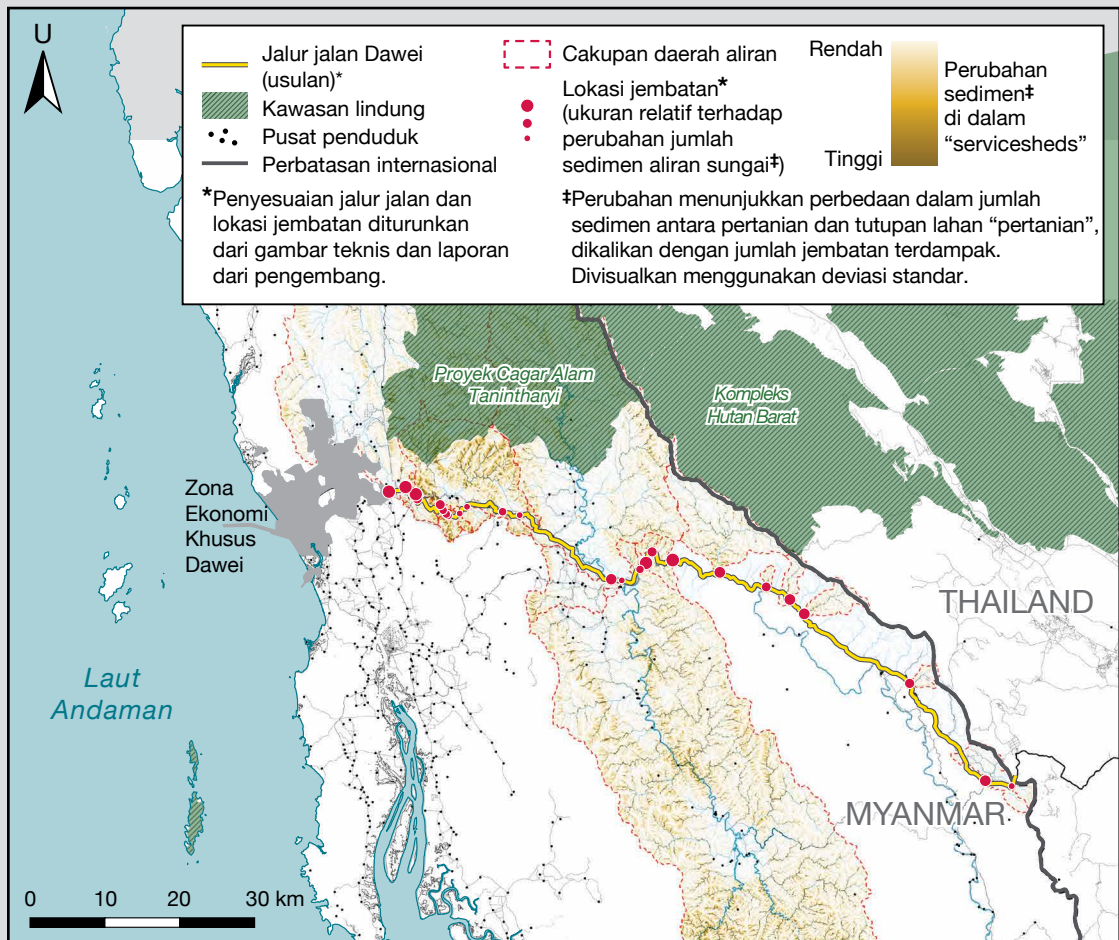 U
Jalur jalan Dawei
(usulan)*
Kawasan lindung
Pusat penduduk
Perbatasan internasional
Cakupan daerah aliran
Lokasi jembatan*
(ukuran relatif terhadap
perubahan jumlah
sedimen aliran sungai‡)
Rendah
Tinggi
Perubahan
sedimen‡
di dalam
“servicesheds”
*Penyesuaian jalur jalan dan
lokasi jembatan diturunkan
dari gambar teknis dan laporan
dari pengembang.
‡Perubahan menunjukkan perbedaan dalam jumlah
sedimen antara pertanian dan tutupan lahan “pertanian”,
dikalikan dengan jumlah jembatan terdampak.
Divisualkan menggunakan deviasi standar.
Proyek Cagar Alam
Tanintharyi
Kompleks
Hutan Barat
Zona
Ekonomi
Khusus
Dawei
THAILAND
Laut
Andaman
MYANMAR
0 10 20 30 km